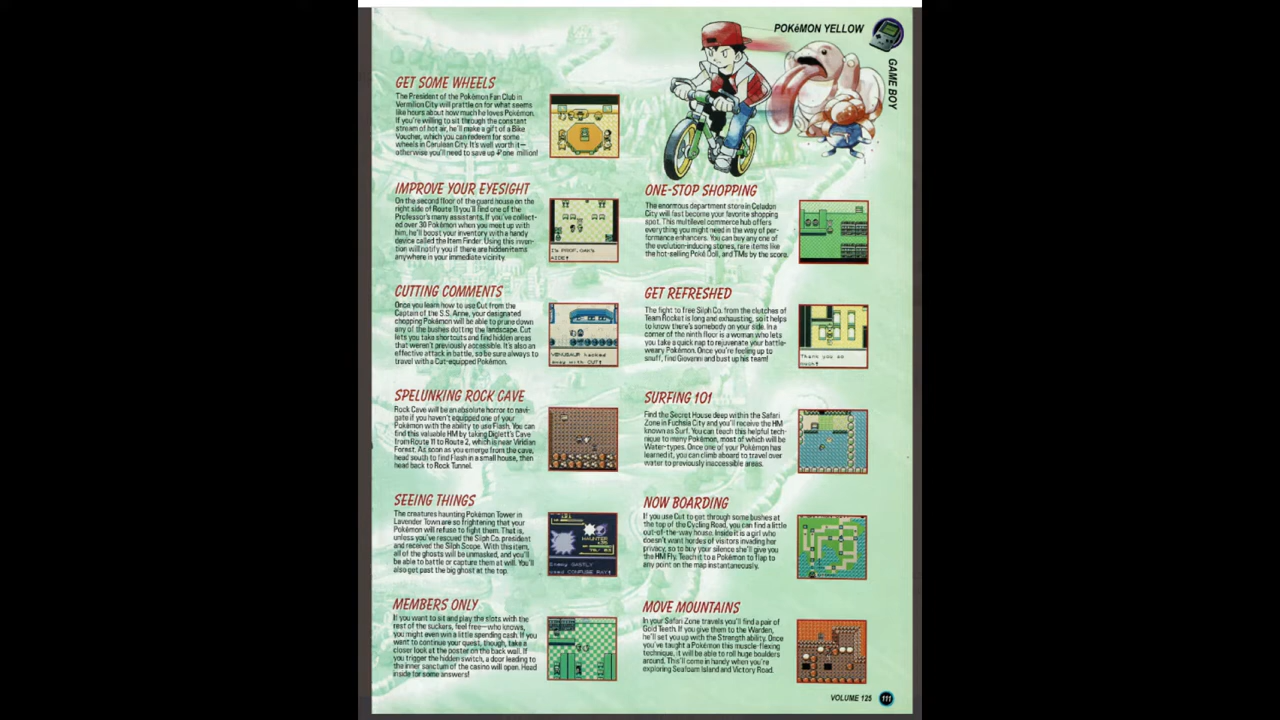 POKéMON YELLOW
GAME BOY
GET SOME WHEELS
The President of the Pokémon Fan Club in
Vermilion City will prattle on for what seems
like hours about how much he loves Pokémon.
If you're willing to sit through the constant
stream of hot air, he'll make a gift of a Bike
Voucher, which you can redeem for some
wheels in Cerulean City. It's well worth it—
otherwise you'll need to save up ₽one million!
IMPROVE YOUR EYESIGHT
On the second floor of the guard house on the
right side of Route 11 you'll find one of the
Professor's many assistants. If you've collect-
ed over 30 Pokémon when you meet up with
him, he'll boost your inventory with a handy
device called the Item Finder. Using this inven-
tion will notify you if there are hidden items
anywhere in your immediate vicinity.
I'm PROF. OAK's
AIDE!
CUTTING COMMENTS
Once you learn how to use Cut from the
Captain of the S.S. Anne, your designated
chopping Pokémon will be able to prune down
any of the bushes dotting the landscape. Cut
lets you take shortcuts and find hidden areas
that weren't previously accessible. It's also an
effective attack in battle, so be sure always to
travel with a Cut-equipped Pokémon.
VENUSAUR hacked
away with CUT!
SPELUNKING ROCK CAVE
Rock Cave will be an absolute horror to navi-
gate if you haven't equipped one of your
Pokémon with the ability to use Flash. You can
find this valuable HM by taking Diglett's Cave
from Route 11 to Route 2, which is near Viridian
Forest. As soon as you emerge from the cave,
head south to find Flash in a small house, then
head back to Rock Tunnel.
SEEING THINGS
The creatures haunting Pokémon Tower in
Lavender Town are so frightening that your
Pokémon will refuse to fight them. That is,
unless you've rescued the Silph Co. president
and received the Silph Scope. With this item,
all of the ghosts will be unmasked, and you'll
be able to battle or capture them at will. You'll
also get past the big ghost at the top.
HAUNTER
Enemy GASTLY
used CONFUSE RAY!
MEMBERS ONLY
If you want to sit and play the slots with the
rest of the suckers, feel free—who knows,
you might even win a little spending cash. If you
want to continue your quest, though, take a
closer look at the poster on the back wall. If
you trigger the hidden switch, a door leading to
the inner sanctum of the casino will open. Head
inside for some answers!
ONE-STOP SHOPPING
The enormous department store in Celadon
City will fast become your favorite shopping
spot. This multilevel commerce hub offers
everything you might need in the way of per-
formance enhancers. You can buy any one of
the evolution-inducing stones, rare items like
the hot-selling Poké Doll, and TMs by the score.
GET REFRESHED
The fight to free Silph Co. from the clutches of
Team Rocket is long and exhausting, so it helps
to know there's somebody on your side. In a
corner of the ninth floor is a woman who lets
you take a quick nap to rejuvenate your battle-
weary Pokémon. Once you're feeling up to
snuff, find Giovanni and bust up his team!
Thank you so
much!
SURFING 101
Find the Secret House deep within the Safari
Zone in Fuchsia City and you'll receive the HM
known as Surf. You can teach this helpful tech-
nique to many Pokémon, most of which will be
Water-types. Once one of your Pokémon has
learned it, you can climb aboard to travel over
water to previously inaccessible areas.
NOW BOARDING
If you use Cut to get through some bushes at
the top of the Cycling Road, you can find a little
out-of-the-way house. Inside it is a girl who
doesn't want hordes of visitors invading her
privacy, so to buy your silence she'll give you
the HM Fly. Teach it to a Pokémon to flap to
any point on the map instantaneously.
MOVE MOUNTAINS
In your Safari Zone travels you'll find a pair of
Gold Teeth. If you give them to the Warden,
he'll set you up with the Strength ability. Once
you've taught a Pokémon this muscle-flexing
technique, it will be able to roll huge boulders
around. This'll come in handy when you're
exploring Seafoam Island and Victory Road.
VOLUME 125 111